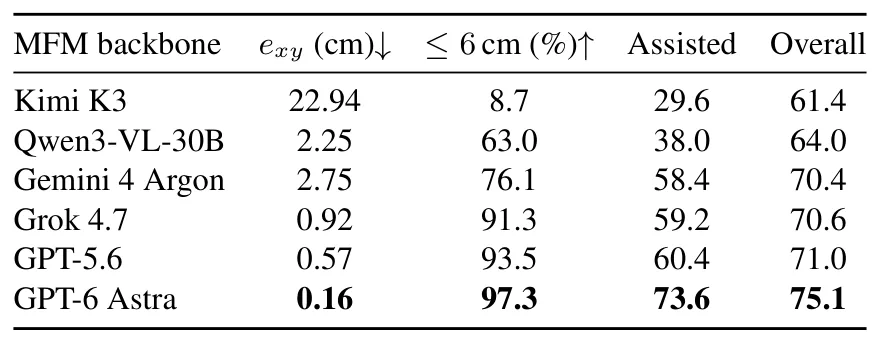 MFM backbone e_xy (cm)↓ ≤ 6 cm (%)↑ Assisted Overall
Kimi K3 22.94 8.7 29.6 61.4
Qwen3-VL-30B 2.25 63.0 38.0 64.0
Gemini 4 Argon 2.75 76.1 58.4 70.4
Grok 4.7 0.92 91.3 59.2 70.6
GPT-5.6 0.57 93.5 60.4 71.0
GPT-6 Astra 0.16 97.3 73.6 75.1